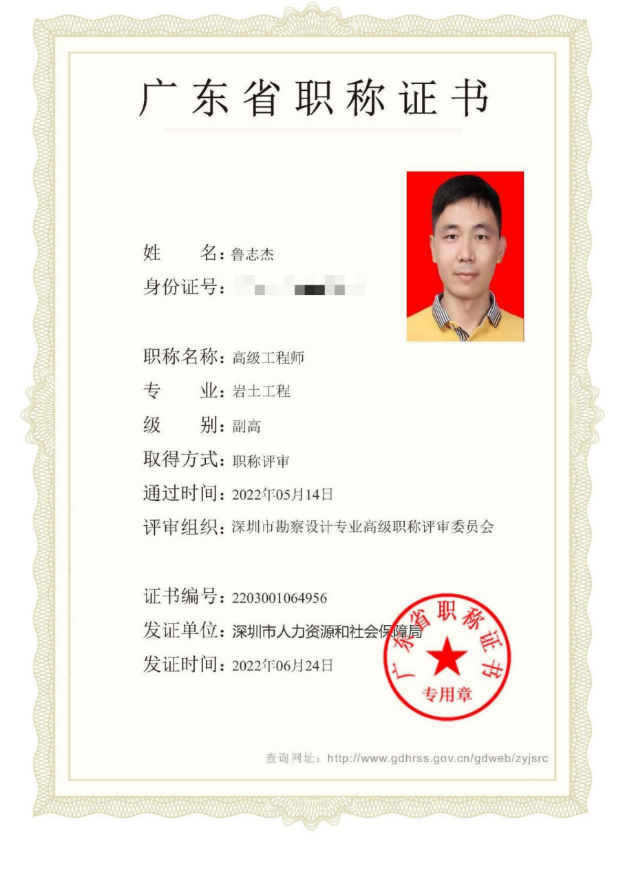 广东省职称证书
姓 名：鲁志杰
身份证号：
职称名称：高级工程师
专 业：岩土工程
级 别：副高
取得方式：职称评审
通过时间：2022年05月14日
评审组织：深圳市勘察设计专业高级职称评审委员会
证书编号：2203001064956
发证单位：深圳市人力资源和社会保障局
发证时间：2022年06月24日
广东省职称证书
专用章
查询网址：http://www.gdhrss.gov.cn/gdweb/zyjsrc